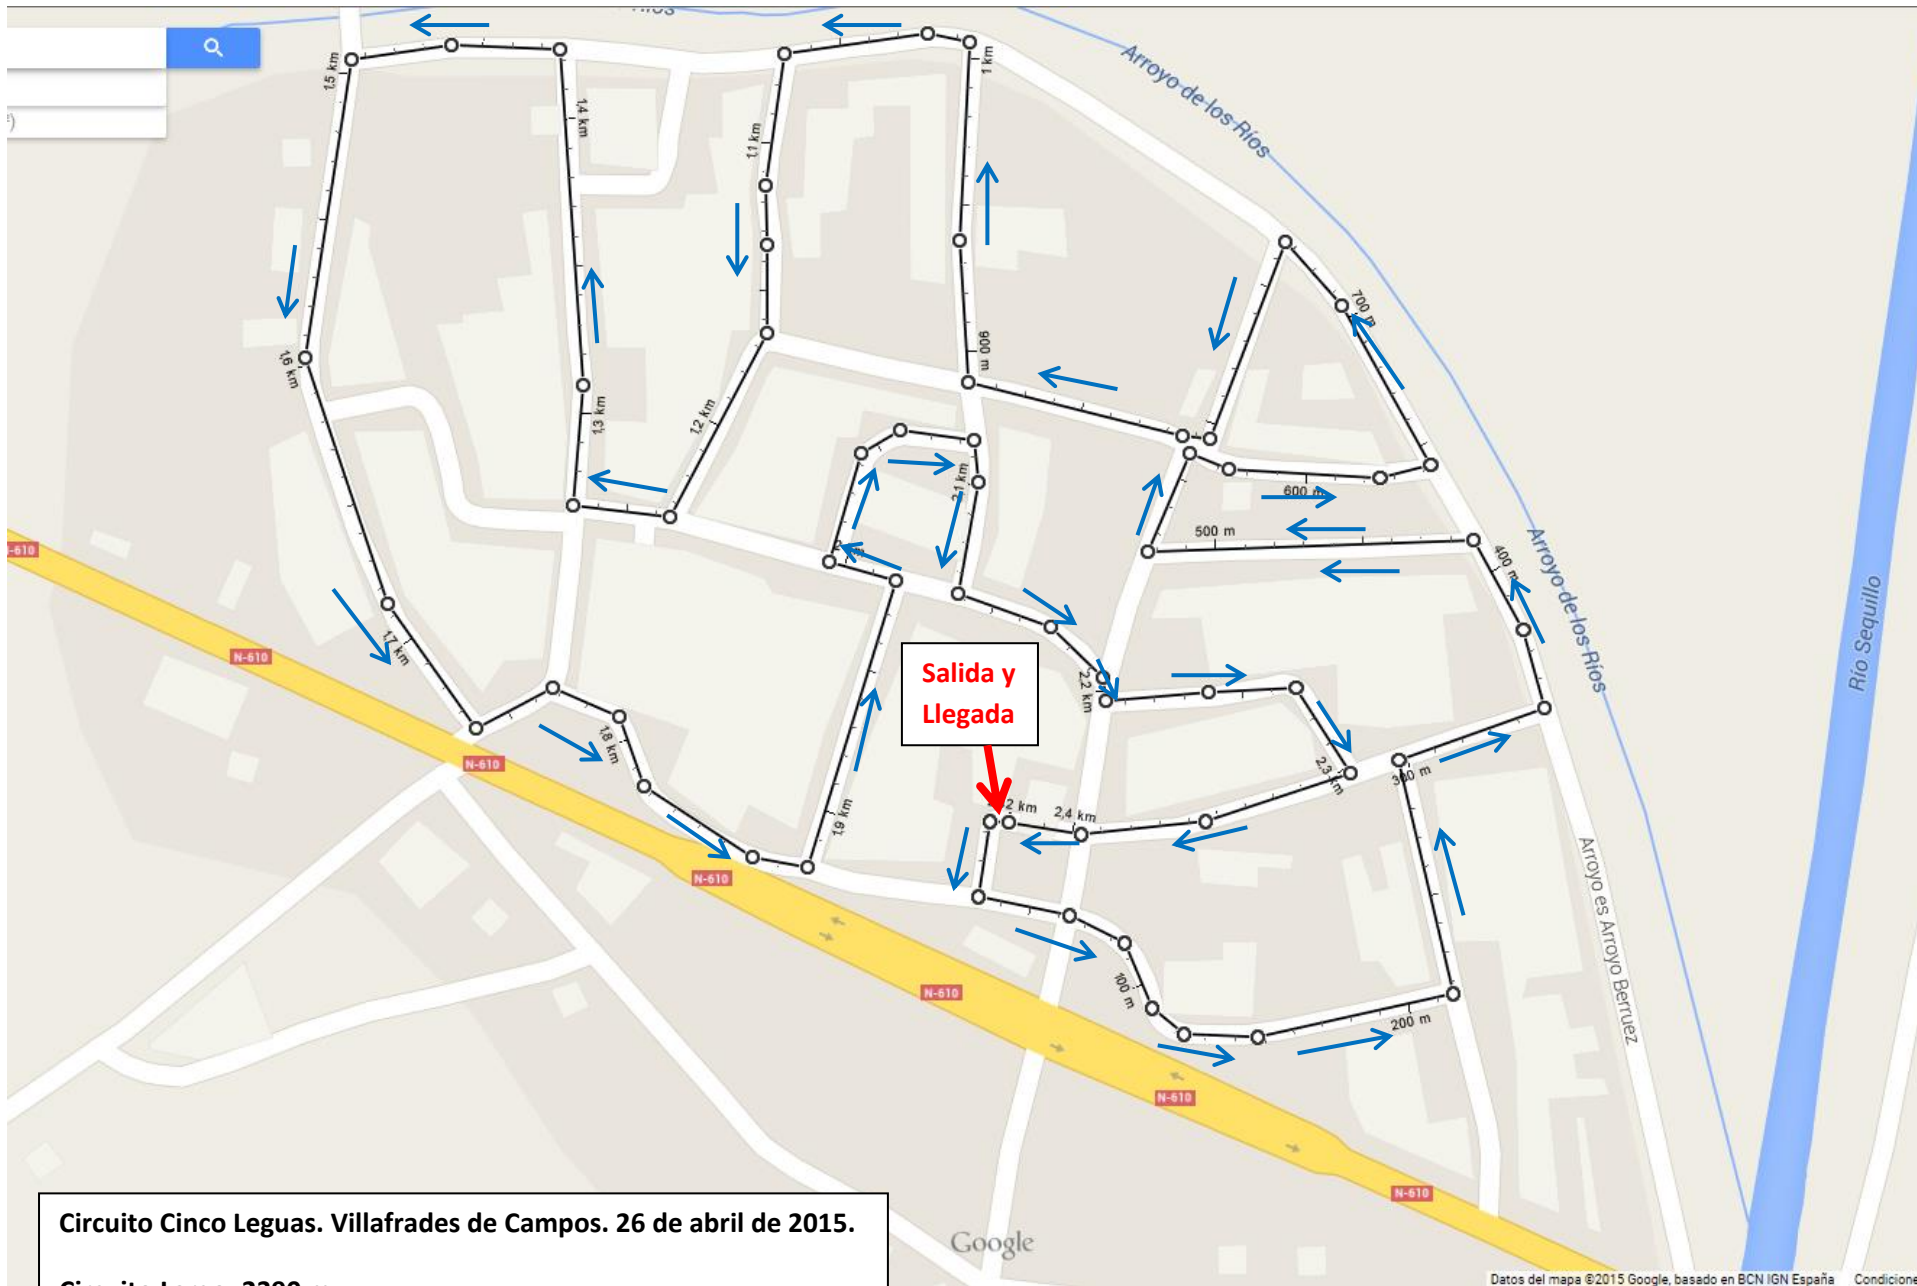 1,5 km
1,4 km
1 km
Arroyo de los Ríos
1,1 km
700 m
900 m
1,6 km
1,3 km
1,2 km
2,1 km
600 m
500 m
400 m
Arroyo de los Ríos
Río Sequillo
N-610
1,7 km
N-610
Salida y
Llegada
2,2 km
1,8 km
N-610
2,3 km
300 m
2,4 km
1,9 km
N-610
Arroyo es Arroyo Berruez
100 m
N-610
200 m
N-610
N-610
Circuito Cinco Leguas. Villafrades de Campos. 26 de abril de 2015.
Google
Datos del mapa ©2015 Google, basado en BCN IGN España Condicione